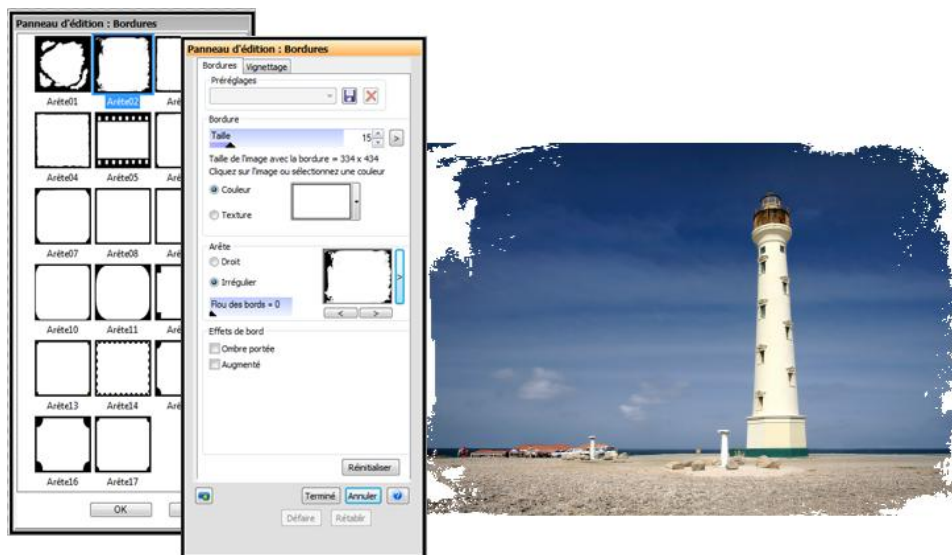 Panneau d'édition : Bordures
Arête01
Arête02
Arête04
Arête05
Arête07
Arête08
Arête10
Arête11
Arête13
Arête14
Arête16
Arête17
OK
Panneau d'édition : Bordures
Bordures
Vignettage
Préréglages
Bordure
Taille
15
>
Taille de l'image avec la bordure = 334 x 434
Cliquez sur l'image ou sélectionnez une couleur
Couleur
Texture
Arête
Droit
Irrégulier
Flou des bords = 0
>
< >
Effets de bord
Ombre portée
Augmenté
Réinitialiser
Terminé Annuler ?
Défaire Rétablir